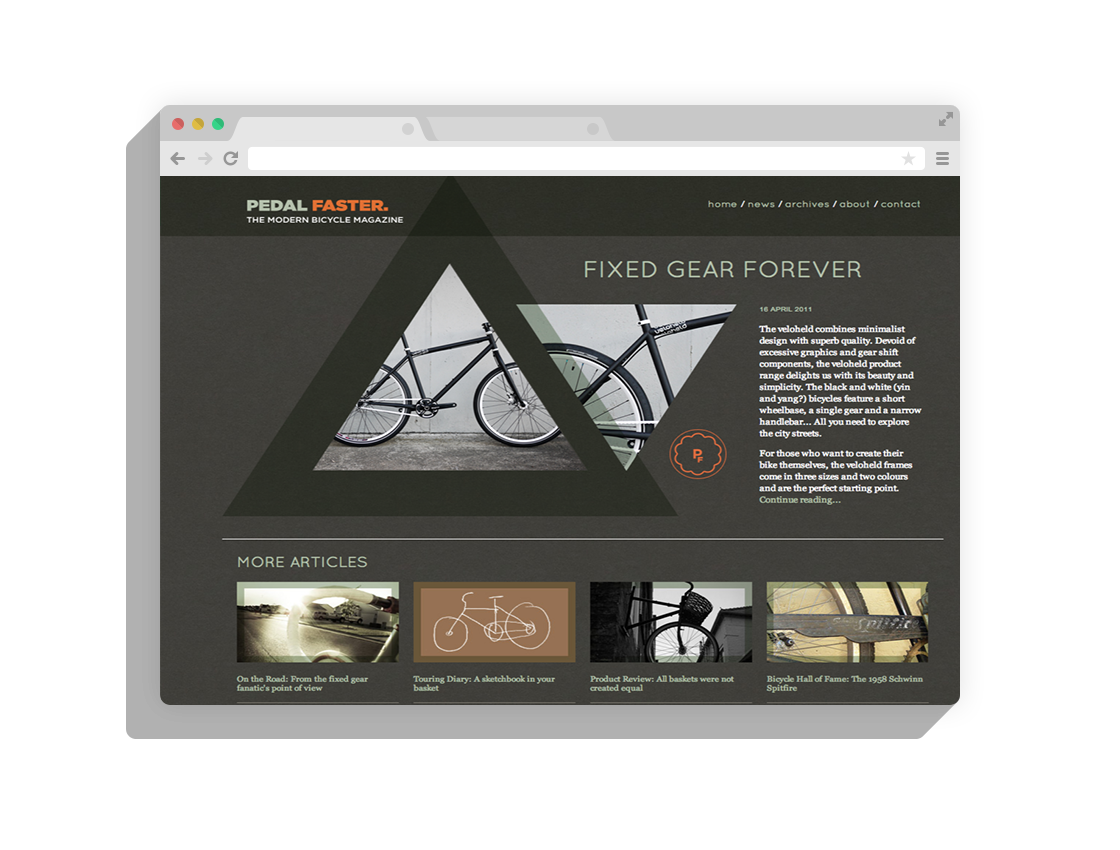 PEDAL FASTER.
THE MODERN BICYCLE MAGAZINE
home / news / archives / about / contact
FIXED GEAR FOREVER
16 APRIL 2011
The veloheld combines minimalist
design with superb quality. Devoid of
excessive graphics and gear shift
components, the veloheld product
range delights us with its beauty and
simplicity. The black and white (yin
and yang?) bicycles feature a short
wheelbase, a single gear and a narrow
handlebar... All you need to explore
the city streets.
For those who want to create their
bike themselves, the veloheld frames
come in three sizes and two colours
and are the perfect starting point.
Continue reading...
veloheld
veloheld
PF
MORE ARTICLES
On the Road: From the fixed gear
fanatic's point of view
Touring Diary: A sketchbook in your
basket
Product Review: All baskets were not
created equal
Bicycle Hall of Fame: The 1958 Schwinn
Spitfire